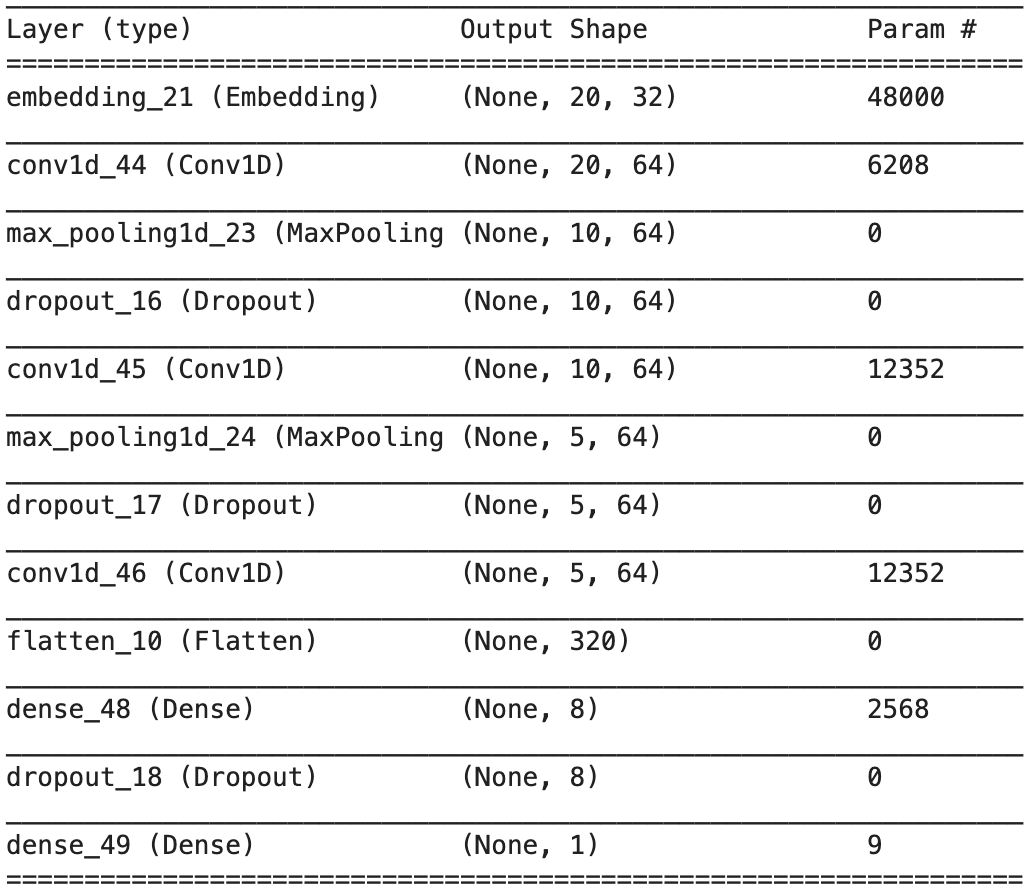 Layer (type) Output Shape Param #
=================================================================
embedding_21 (Embedding) (None, 20, 32) 48000
conv1d_44 (Conv1D) (None, 20, 64) 6208
max_pooling1d_23 (MaxPooling (None, 10, 64) 0
dropout_16 (Dropout) (None, 10, 64) 0
conv1d_45 (Conv1D) (None, 10, 64) 12352
max_pooling1d_24 (MaxPooling (None, 5, 64) 0
dropout_17 (Dropout) (None, 5, 64) 0
conv1d_46 (Conv1D) (None, 5, 64) 12352
flatten_10 (Flatten) (None, 320) 0
dense_48 (Dense) (None, 8) 2568
dropout_18 (Dropout) (None, 8) 0
dense_49 (Dense) (None, 1) 9
=================================================================